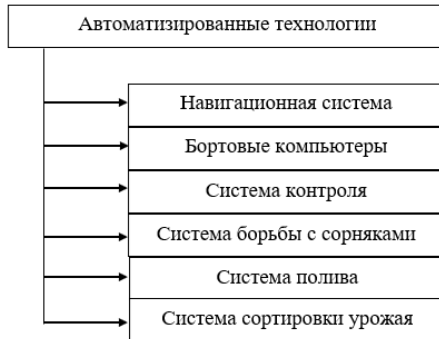 Автоматизированные технологии
Навигационная система
Бортовые компьютеры
Система контроля
Система борьбы с сорняками
Система полива
Система сортировки урожая